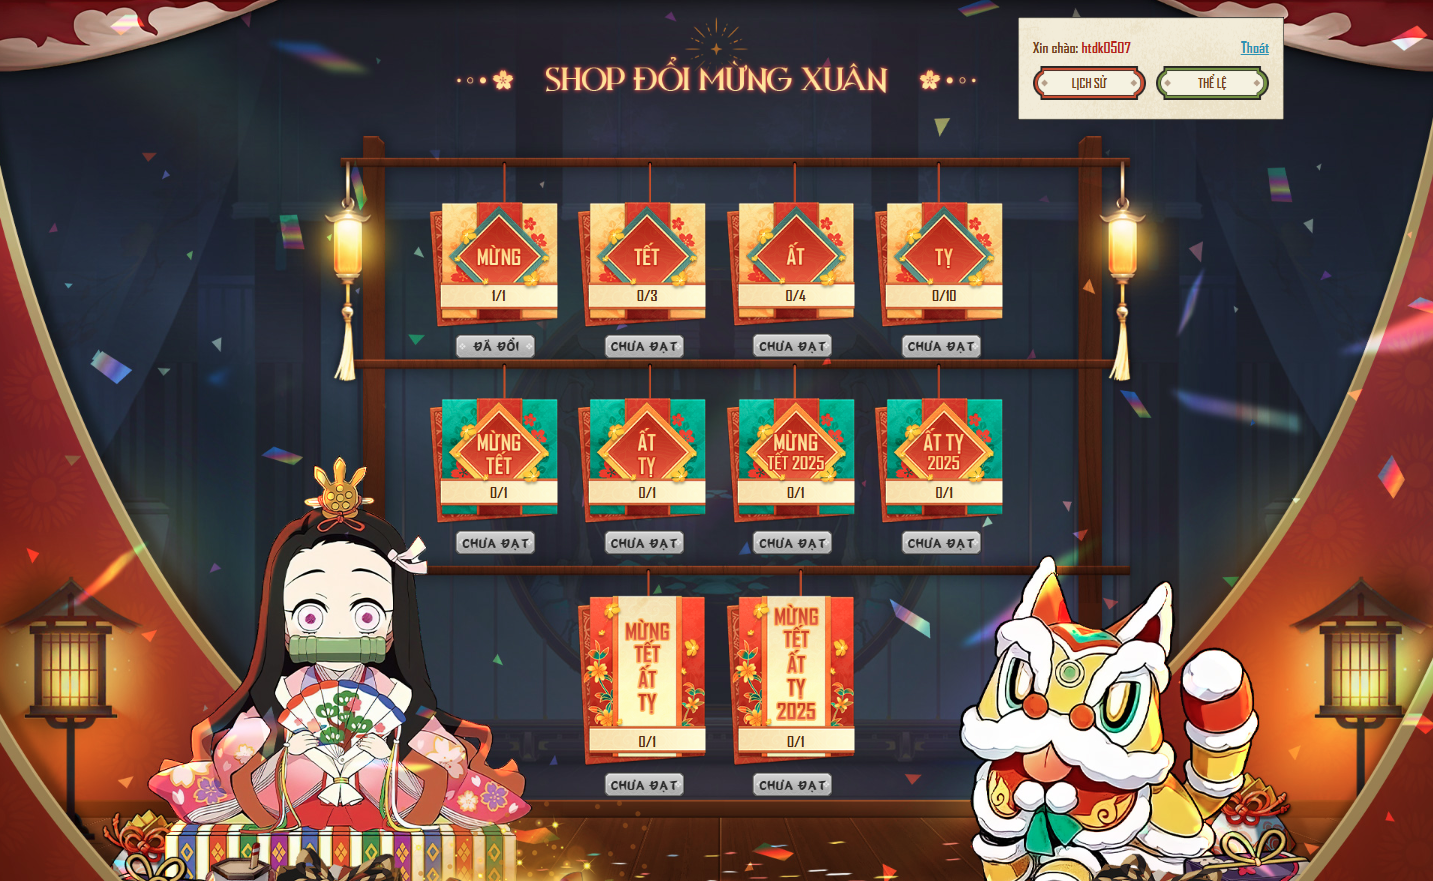 Xin chào: htdk0507
Thoát
LỊCH SỬ
THỂ LỆ
SHOP ĐỔI MỪNG XUÂN
MỪNG
TẾT
ẤT
TỴ
1/1
0/3
0/4
0/10
ĐÃ ĐỔI
CHƯA ĐẠT
CHƯA ĐẠT
CHƯA ĐẠT
MỪNG
TẾT
ẤT
TỴ
MỪNG
TẾT 2025
ẤT TỴ
2025
0/1
0/1
0/1
0/1
CHƯA ĐẠT
CHƯA ĐẠT
CHƯA ĐẠT
CHƯA ĐẠT
MỪNG
TẾT
ẤT
TỴ
MỪNG
TẾT
ẤT
TỴ
2025
0/1
0/1
CHƯA ĐẠT
CHƯA ĐẠT